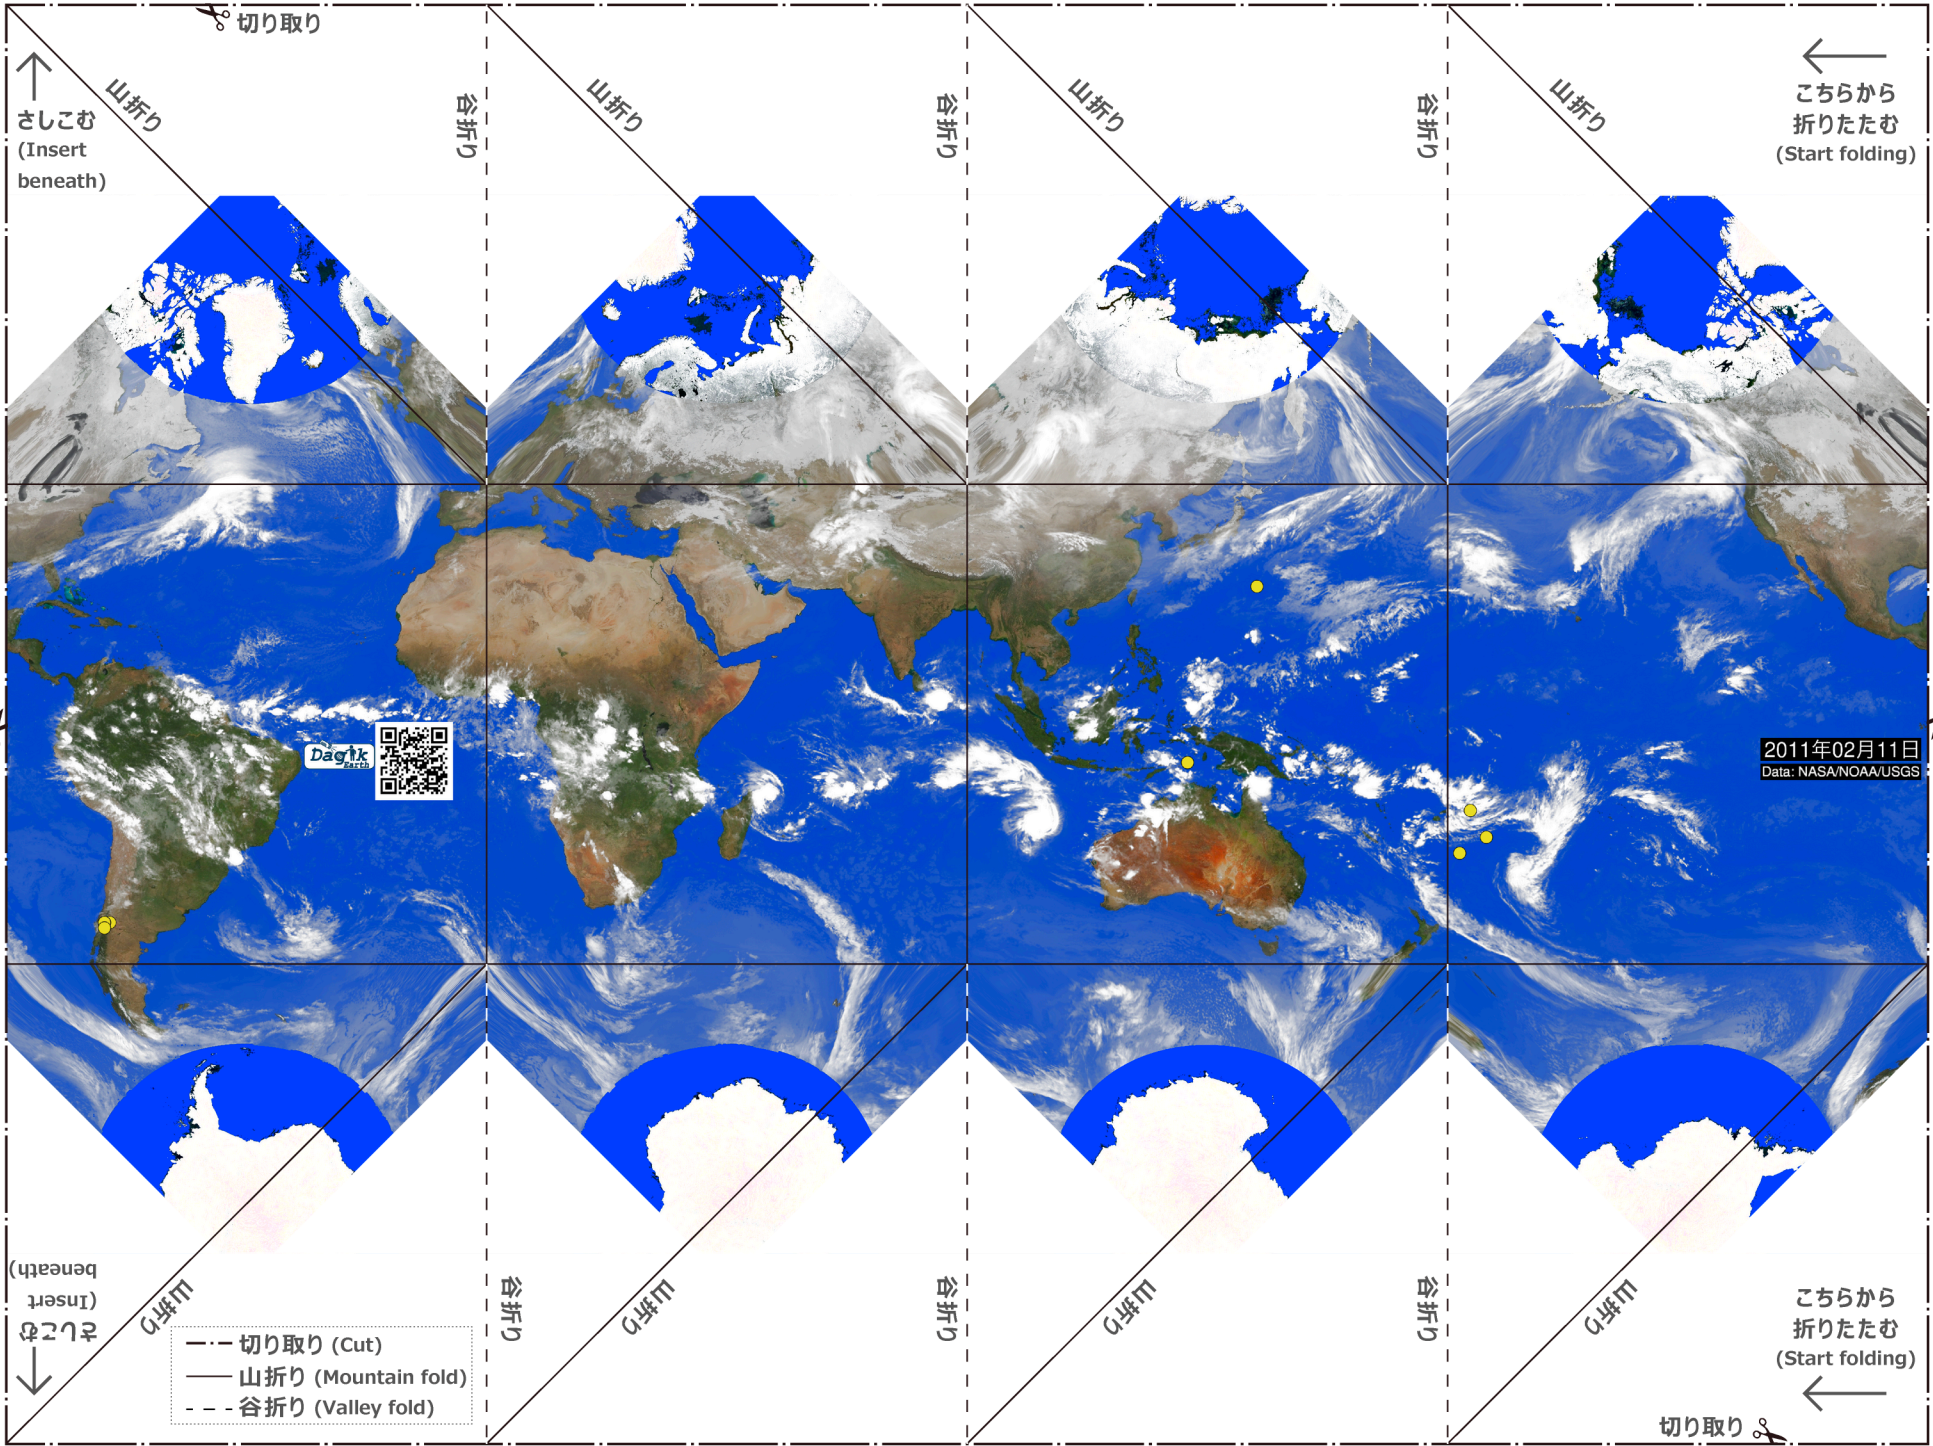 切り取り
山折り
谷折り
山折り
谷折り
山折り
谷折り
山折り
さしこむ
(Insert
beneath)
こちらから
折りたたむ
(Start folding)
Dagik
Earth
2011年02月11日
Data: NASA/NOAA/USGS
さしこむ
(Insert
beneath)
山折り
谷折り
山折り
谷折り
山折り
谷折り
山折り
こちらから
折りたたむ
(Start folding)
切り取り (Cut)
山折り (Mountain fold)
谷折り (Valley fold)
切り取り